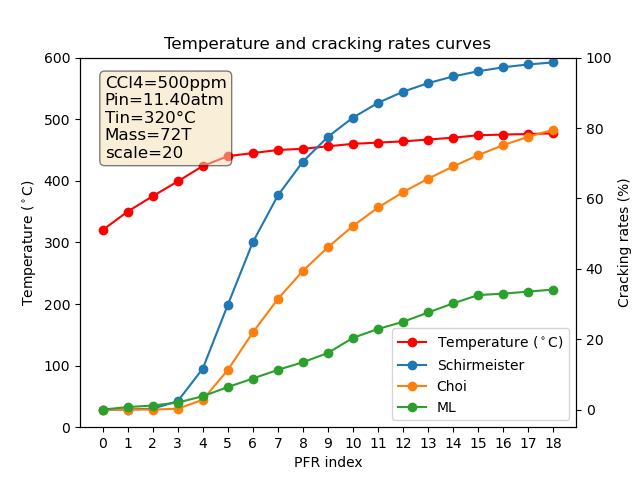 Temperature and cracking rates curves
CCl4=500ppm
Pin=11.40atm
Tin=320°C
Mass=72T
scale=20
Temperature (°C)
600
500
400
300
200
100
0
Cracking rates (%)
100
80
60
40
20
0
Temperature (°C)
Schirmeister
Choi
ML
0 1 2 3 4 5 6 7 8 9 10 11 12 13 14 15 16 17 18
PFR index